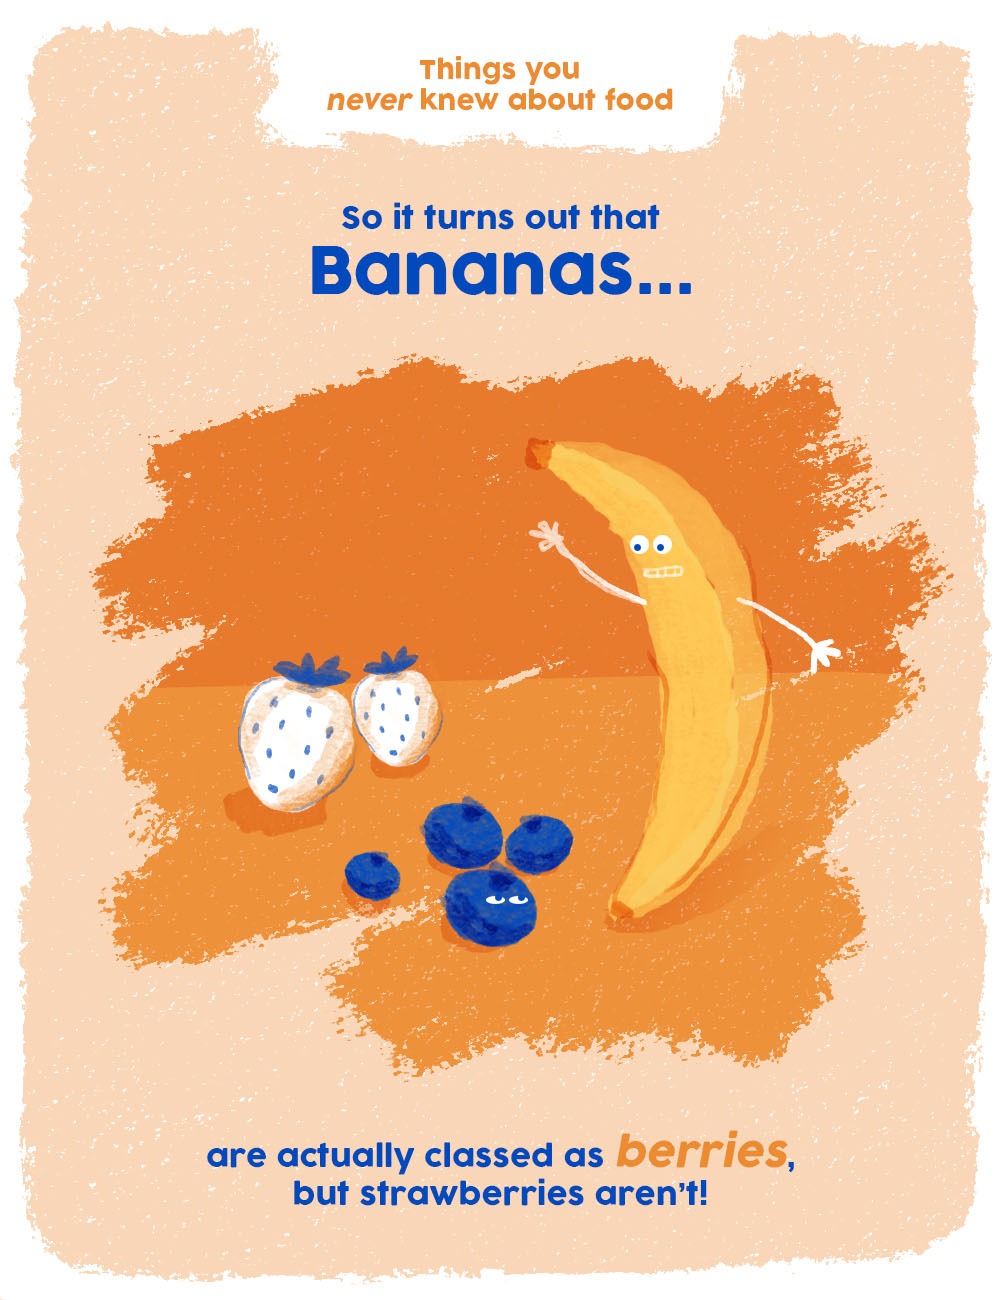 Things you
never knew about food
So it turns out that
Bananas...
are actually classed as berries,
but strawberries aren't!